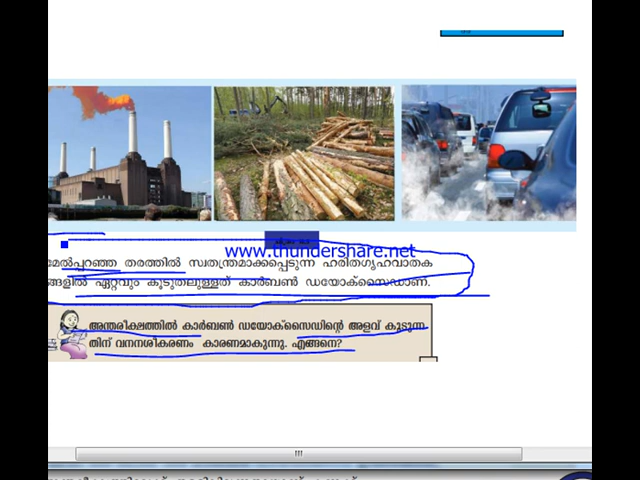 www.thundershare.net
മേൽപ്പറഞ്ഞ തരത്തിൽ സ്വതന്ത്രമാക്കപ്പെടുന്ന ഹരിതഗൃഹവാതക
ങ്ങളിൽ ഏറ്റവും കൂടുതലുള്ളത് കാർബൺ ഡയോക്സൈഡാണ്.
അന്തരീക്ഷത്തിൽ കാർബൺ ഡയോക്സൈഡിന്റെ അളവ് കൂടുന്ന
തിന് വനനശീകരണം കാരണമാകുന്നു. എങ്ങനെ?